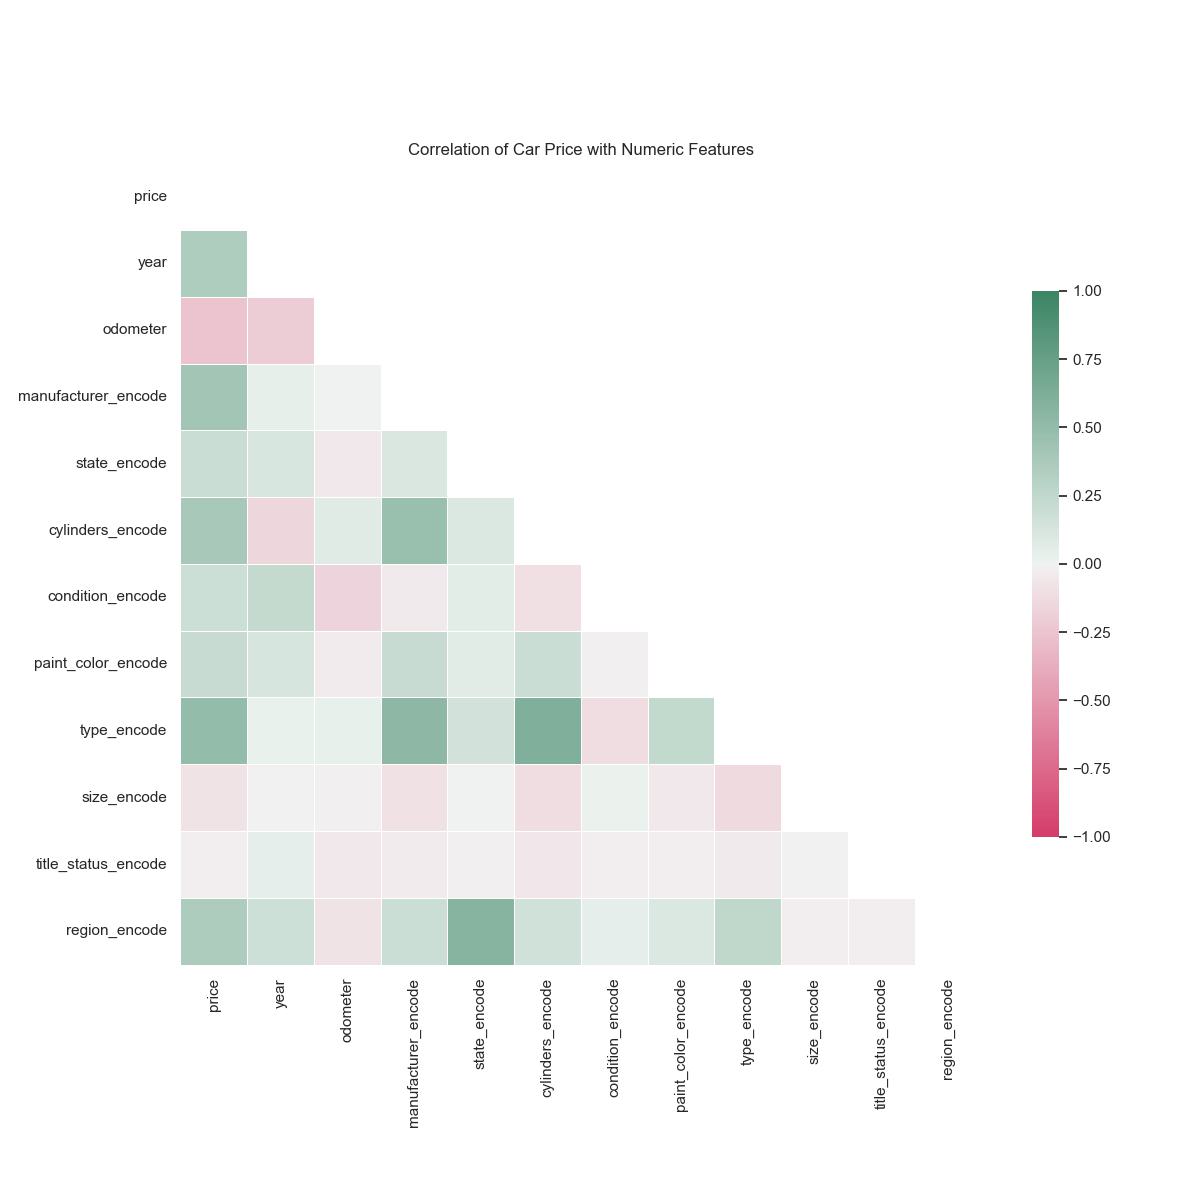 Correlation of Car Price with Numeric Features
price
year
odometer
manufacturer_encode
state_encode
cylinders_encode
condition_encode
paint_color_encode
type_encode
size_encode
title_status_encode
region_encode
price
year
odometer
manufacturer_encode
state_encode
cylinders_encode
condition_encode
paint_color_encode
type_encode
size_encode
title_status_encode
region_encode
1.00
0.75
0.50
0.25
0.00
−0.25
−0.50
−0.75
−1.00